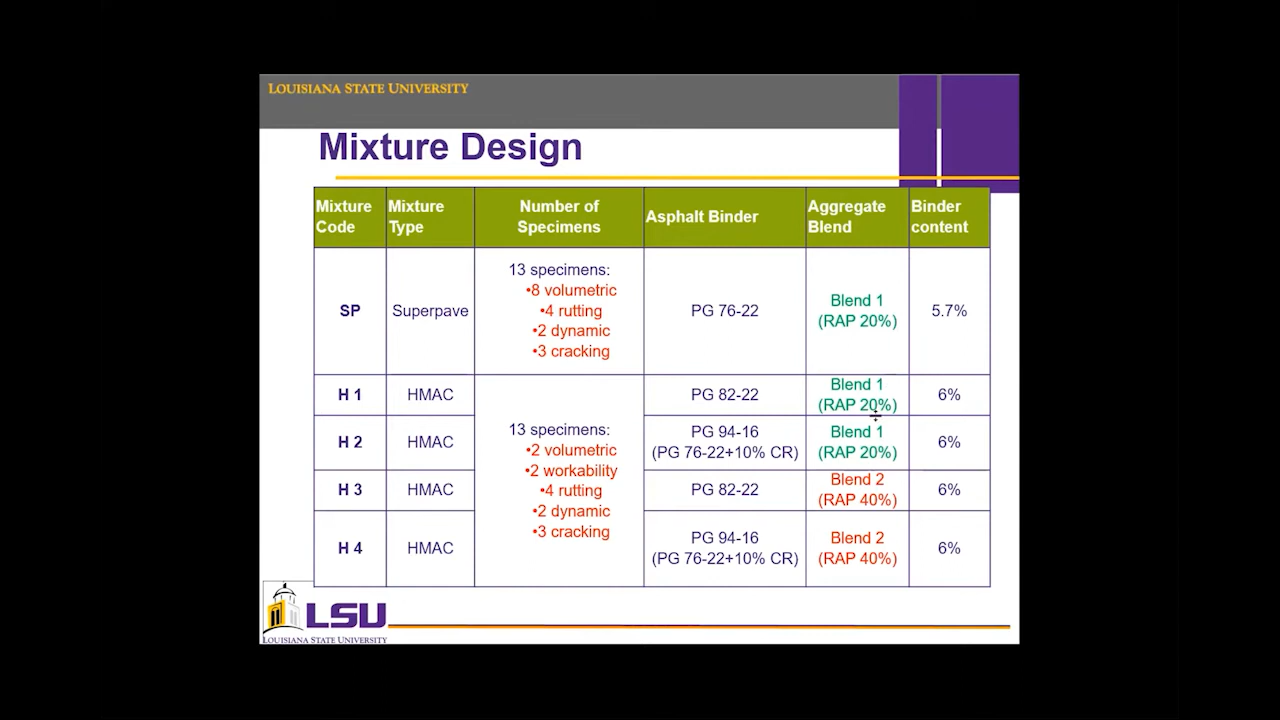 LOUISIANA STATE UNIVERSITY
Mixture Design
Mixture Code
Mixture Type
Number of Specimens
Asphalt Binder
Aggregate Blend
Binder content
SP
Superpave
13 specimens:
•8 volumetric
•4 rutting
•2 dynamic
•3 cracking
PG 76-22
Blend 1
(RAP 20%)
5.7%
H 1
HMAC
13 specimens:
•2 volumetric
•2 workability
•4 rutting
•2 dynamic
•3 cracking
PG 82-22
Blend 1
(RAP 20%)
6%
H 2
HMAC
PG 94-16
(PG 76-22+10% CR)
Blend 1
(RAP 20%)
6%
H 3
HMAC
PG 82-22
Blend 2
(RAP 40%)
6%
H 4
HMAC
PG 94-16
(PG 76-22+10% CR)
Blend 2
(RAP 40%)
6%
LSU
LOUISIANA STATE UNIVERSITY